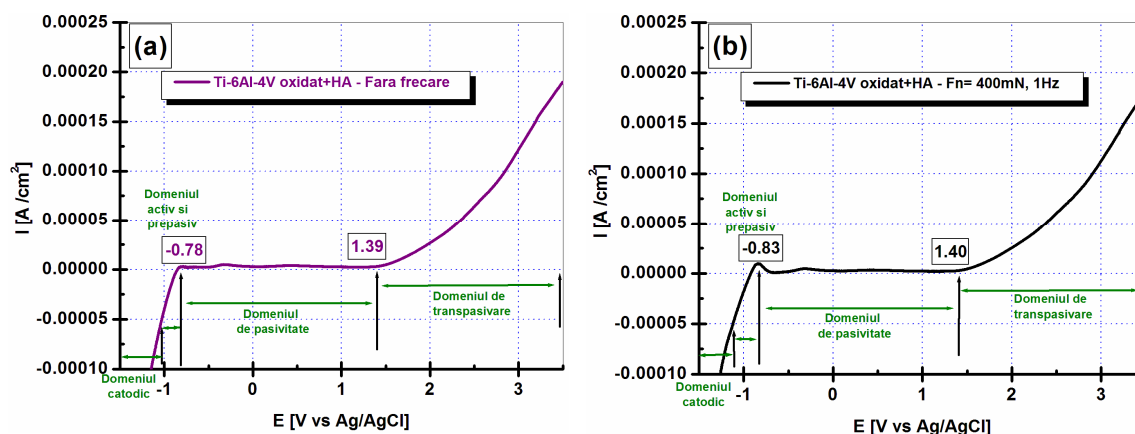 (a)
Ti-6Al-4V oxidat+HA - Fara frecare
I [A /cm2]
0.00025
0.00020
0.00015
0.00010
0.00005
0.00000
-0.00005
-0.00010
Domeniul
activ si
prepasiv
-0.78
1.39
Domeniul
de pasivitate
Domeniul de
transpasivare
Domeniul
catodic
-1
0
1
2
3
E [V vs Ag/AgCl]
(b)
Ti-6Al-4V oxidat+HA - Fn= 400mN, 1Hz
I [A /cm2]
0.00025
0.00020
0.00015
0.00010
0.00005
0.00000
-0.00005
-0.00010
Domeniul
activ si
prepasiv
-0.83
1.40
Domeniul
de pasivitate
Domeniul de
transpasivare
Domeniul
catodic
-1
0
1
2
3
E [V vs Ag/AgCl]